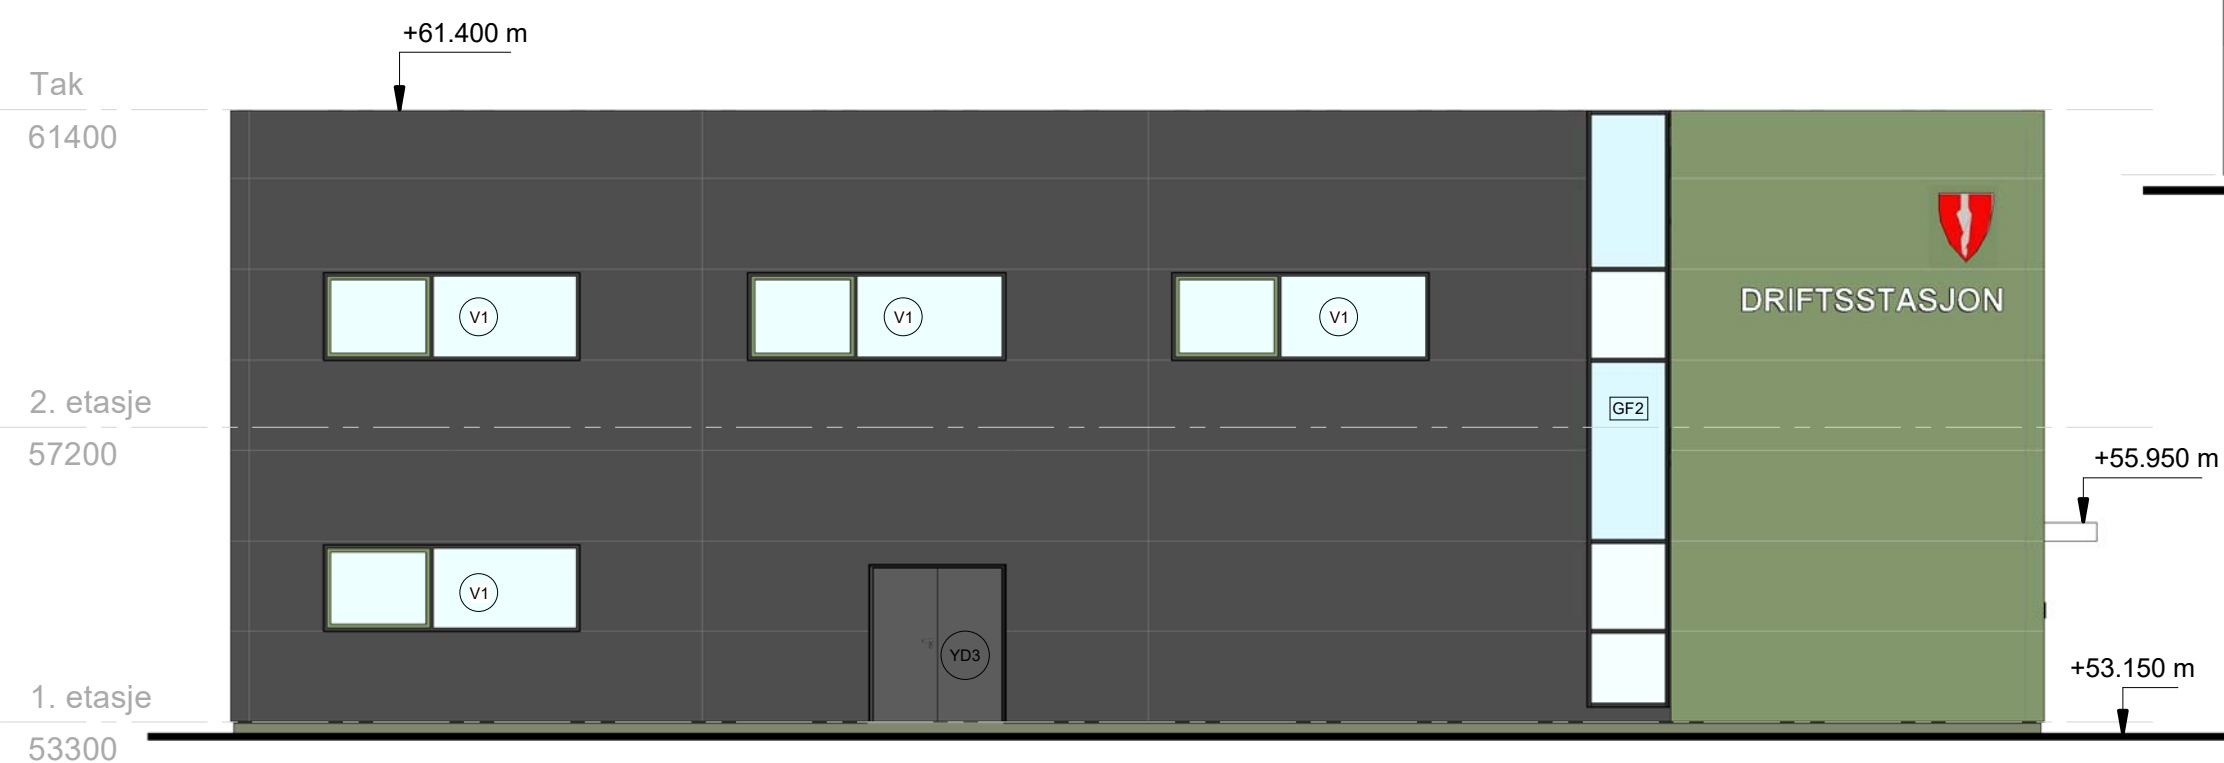 +61.400 m
Tak
61400
DRIFTSSTASJON
V1
V1
V1
2. etasje
GF2
57200
+55.950 m
V1
YD3
+53.150 m
1. etasje
53300